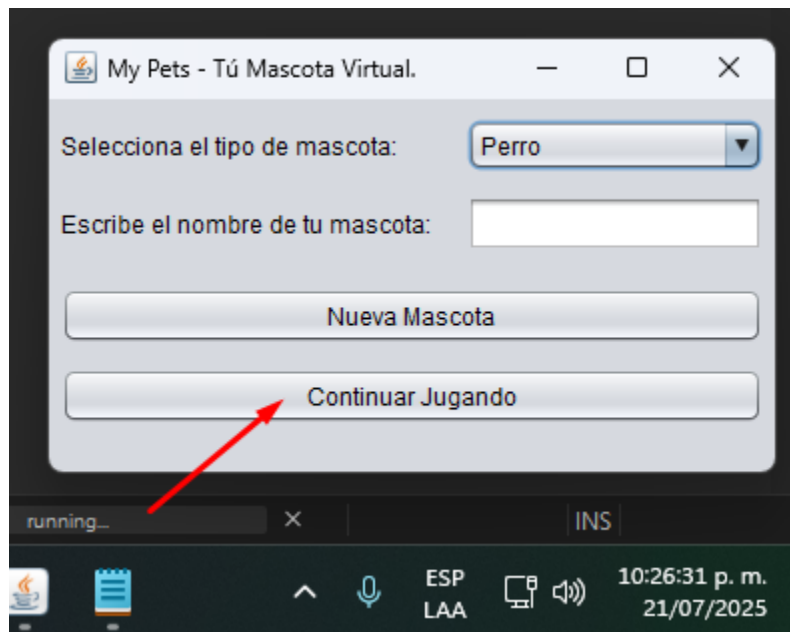 My Pets - Tú Mascota Virtual.
Selecciona el tipo de mascota:
Perro
Escribe el nombre de tu mascota:
Nueva Mascota
Continuar Jugando
running...
INS
ESP
LAA
10:26:31 p. m.
21/07/2025